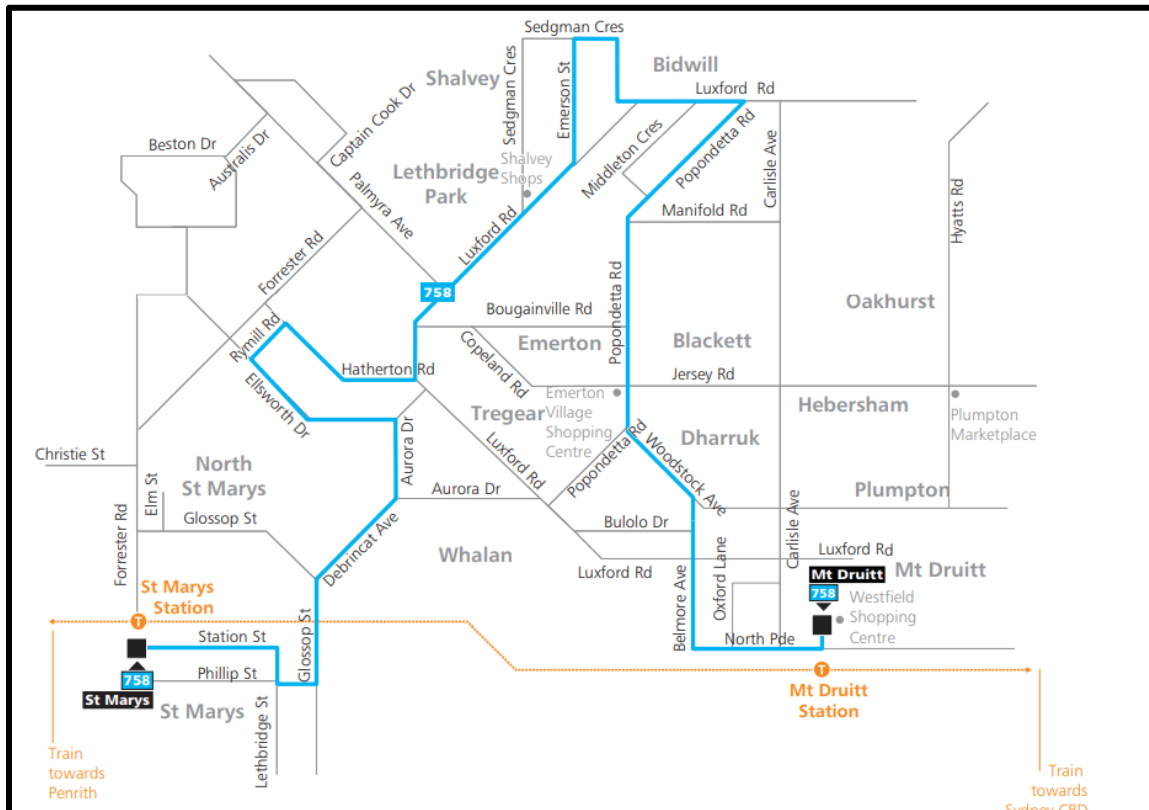 Sedgman Cres
Bidwill
Shalvey
Luxford Rd
Captain Cook Dr
Sedgman Cres
Emerson St
Beston Dr
Australis Dr
Middleton Cres
Popondetta Rd
Carlisle Ave
Lethbridge
Park
Shalvey
Shops
Palmyra Ave
Manifold Rd
Hyatts Rd
Luxford Rd
Forrester Rd
758
Popondetta Rd
Oakhurst
Bougainville Rd
Rymill Rd
Emerton
Blackett
Hatherton Rd
Copeland Rd
Jersey Rd
Ellsworth Dr
Emerton
Village
Shopping
Centre
Hebersham
Plumpton
Marketplace
Tregear
Dharruk
Aurora Dr
Luxford Rd
Popondetta Rd
Woodstock Ave
Christie St
North
St Marys
Elm St
Aurora Dr
Plumpton
Glossop St
Bulolo Dr
Carlisle Ave
Forrester Rd
Debrincat Ave
Whalan
Luxford Rd
Luxford Rd
Oxford Lane
Mt Druitt
Mt Druitt
758
Westfield
Shopping
Centre
St Marys
Station
T
Belmore Ave
Glossop St
Station St
North Pde
Phillip St
T
758
St Marys
St Marys
Mt Druitt
Station
Lethbridge St
Train
towards
Penrith
Train
towards
Sydney CBD